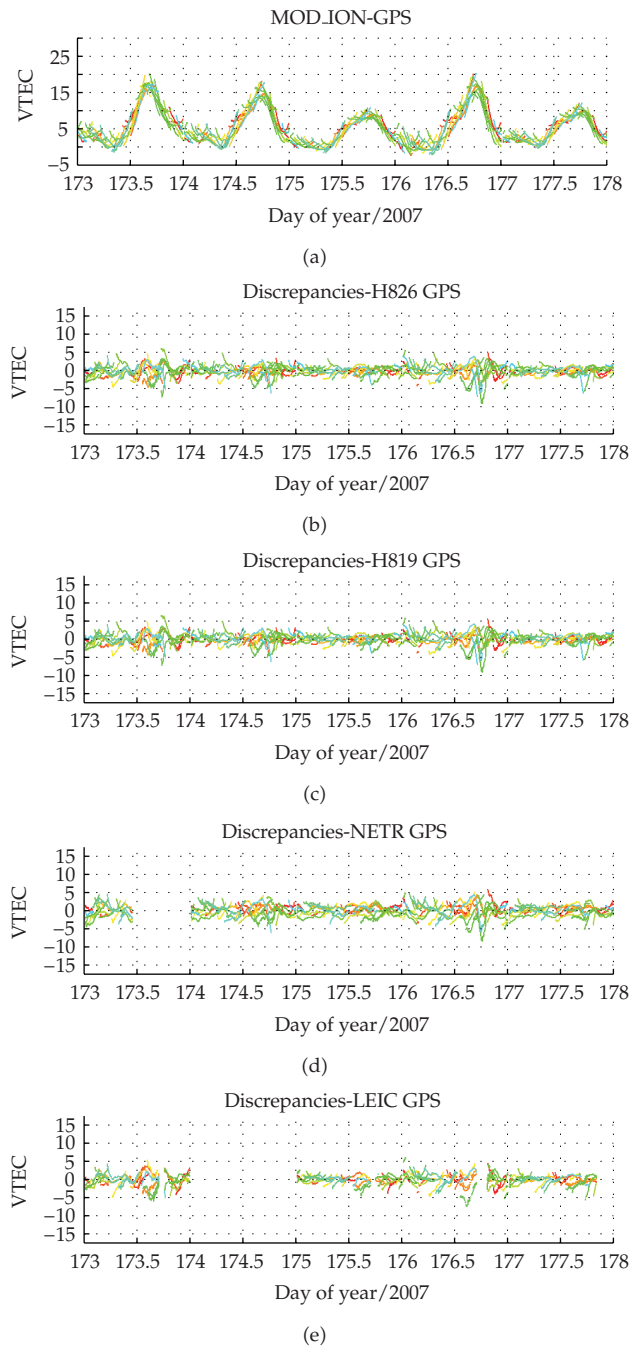 MOD_ION-GPS
VTEC
25
15
5
−5
173 173.5 174 174.5 175 175.5 176 176.5 177 177.5 178
Day of year/2007
(a)
Discrepancies-H826 GPS
VTEC
15
10
5
0
−5
−10
−15
173 173.5 174 174.5 175 175.5 176 176.5 177 177.5 178
Day of year/2007
(b)
Discrepancies-H819 GPS
VTEC
15
10
5
0
−5
−10
−15
173 173.5 174 174.5 175 175.5 176 176.5 177 177.5 178
Day of year/2007
(c)
Discrepancies-NETR GPS
VTEC
15
10
5
0
−5
−10
−15
173 173.5 174 174.5 175 175.5 176 176.5 177 177.5 178
Day of year/2007
(d)
Discrepancies-LEIC GPS
VTEC
15
10
5
0
−5
−10
−15
173 173.5 174 174.5 175 175.5 176 176.5 177 177.5 178
Day of year/2007
(e)